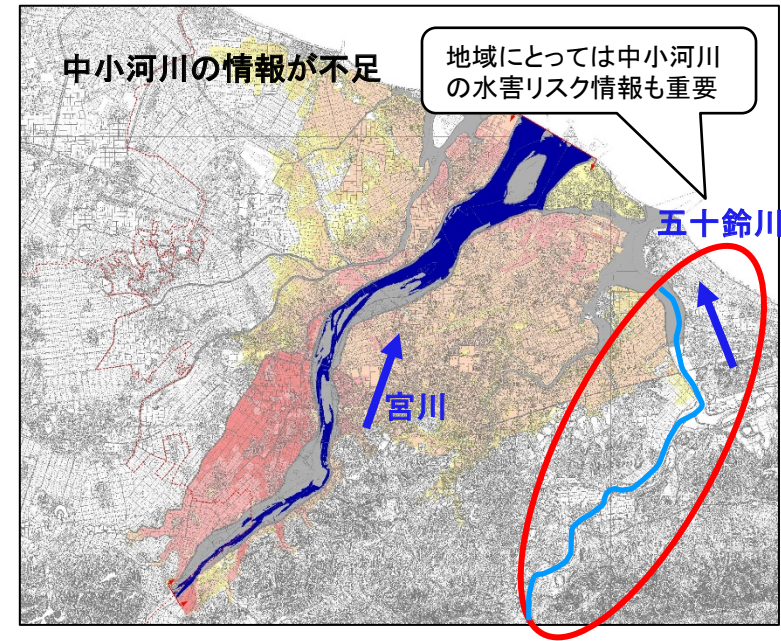 中小河川の情報が不足
地域にとっては中小河川
の水害リスク情報も重要
五十鈴川
宮川